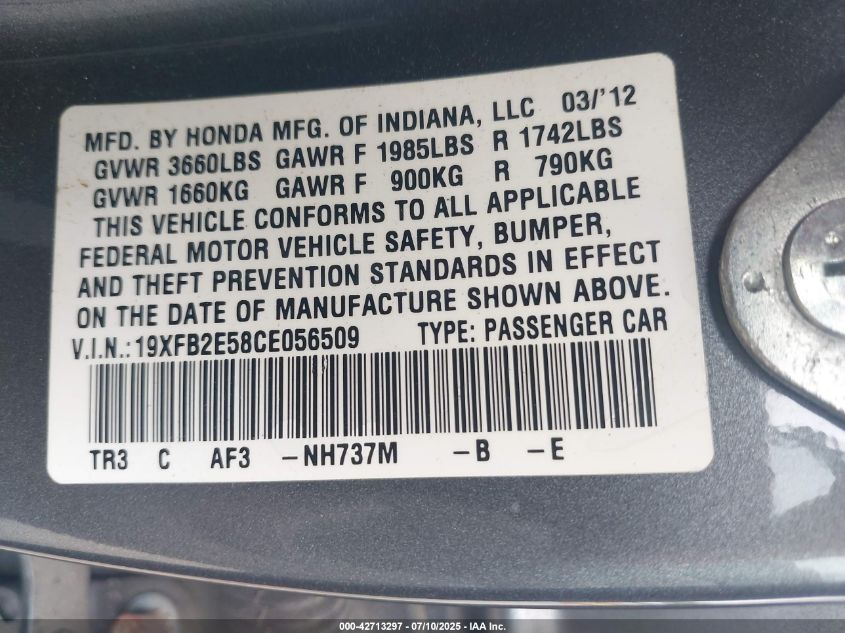 MFD. BY HONDA MFG. OF INDIANA, LLC 03/'12
GVWR 3660LBS GAWR F 1985LBS R 1742LBS
GVWR 1660KG GAWR F 900KG R 790KG
THIS VEHICLE CONFORMS TO ALL APPLICABLE
FEDERAL MOTOR VEHICLE SAFETY, BUMPER,
AND THEFT PREVENTION STANDARDS IN EFFECT
ON THE DATE OF MANUFACTURE SHOWN ABOVE.
V.I.N.:19XFB2E58CE056509 TYPE: PASSENGER CAR
TR3 C AF3 -NH737M -B -E
000-42713297 - 07/10/2025 - IAA Inc.